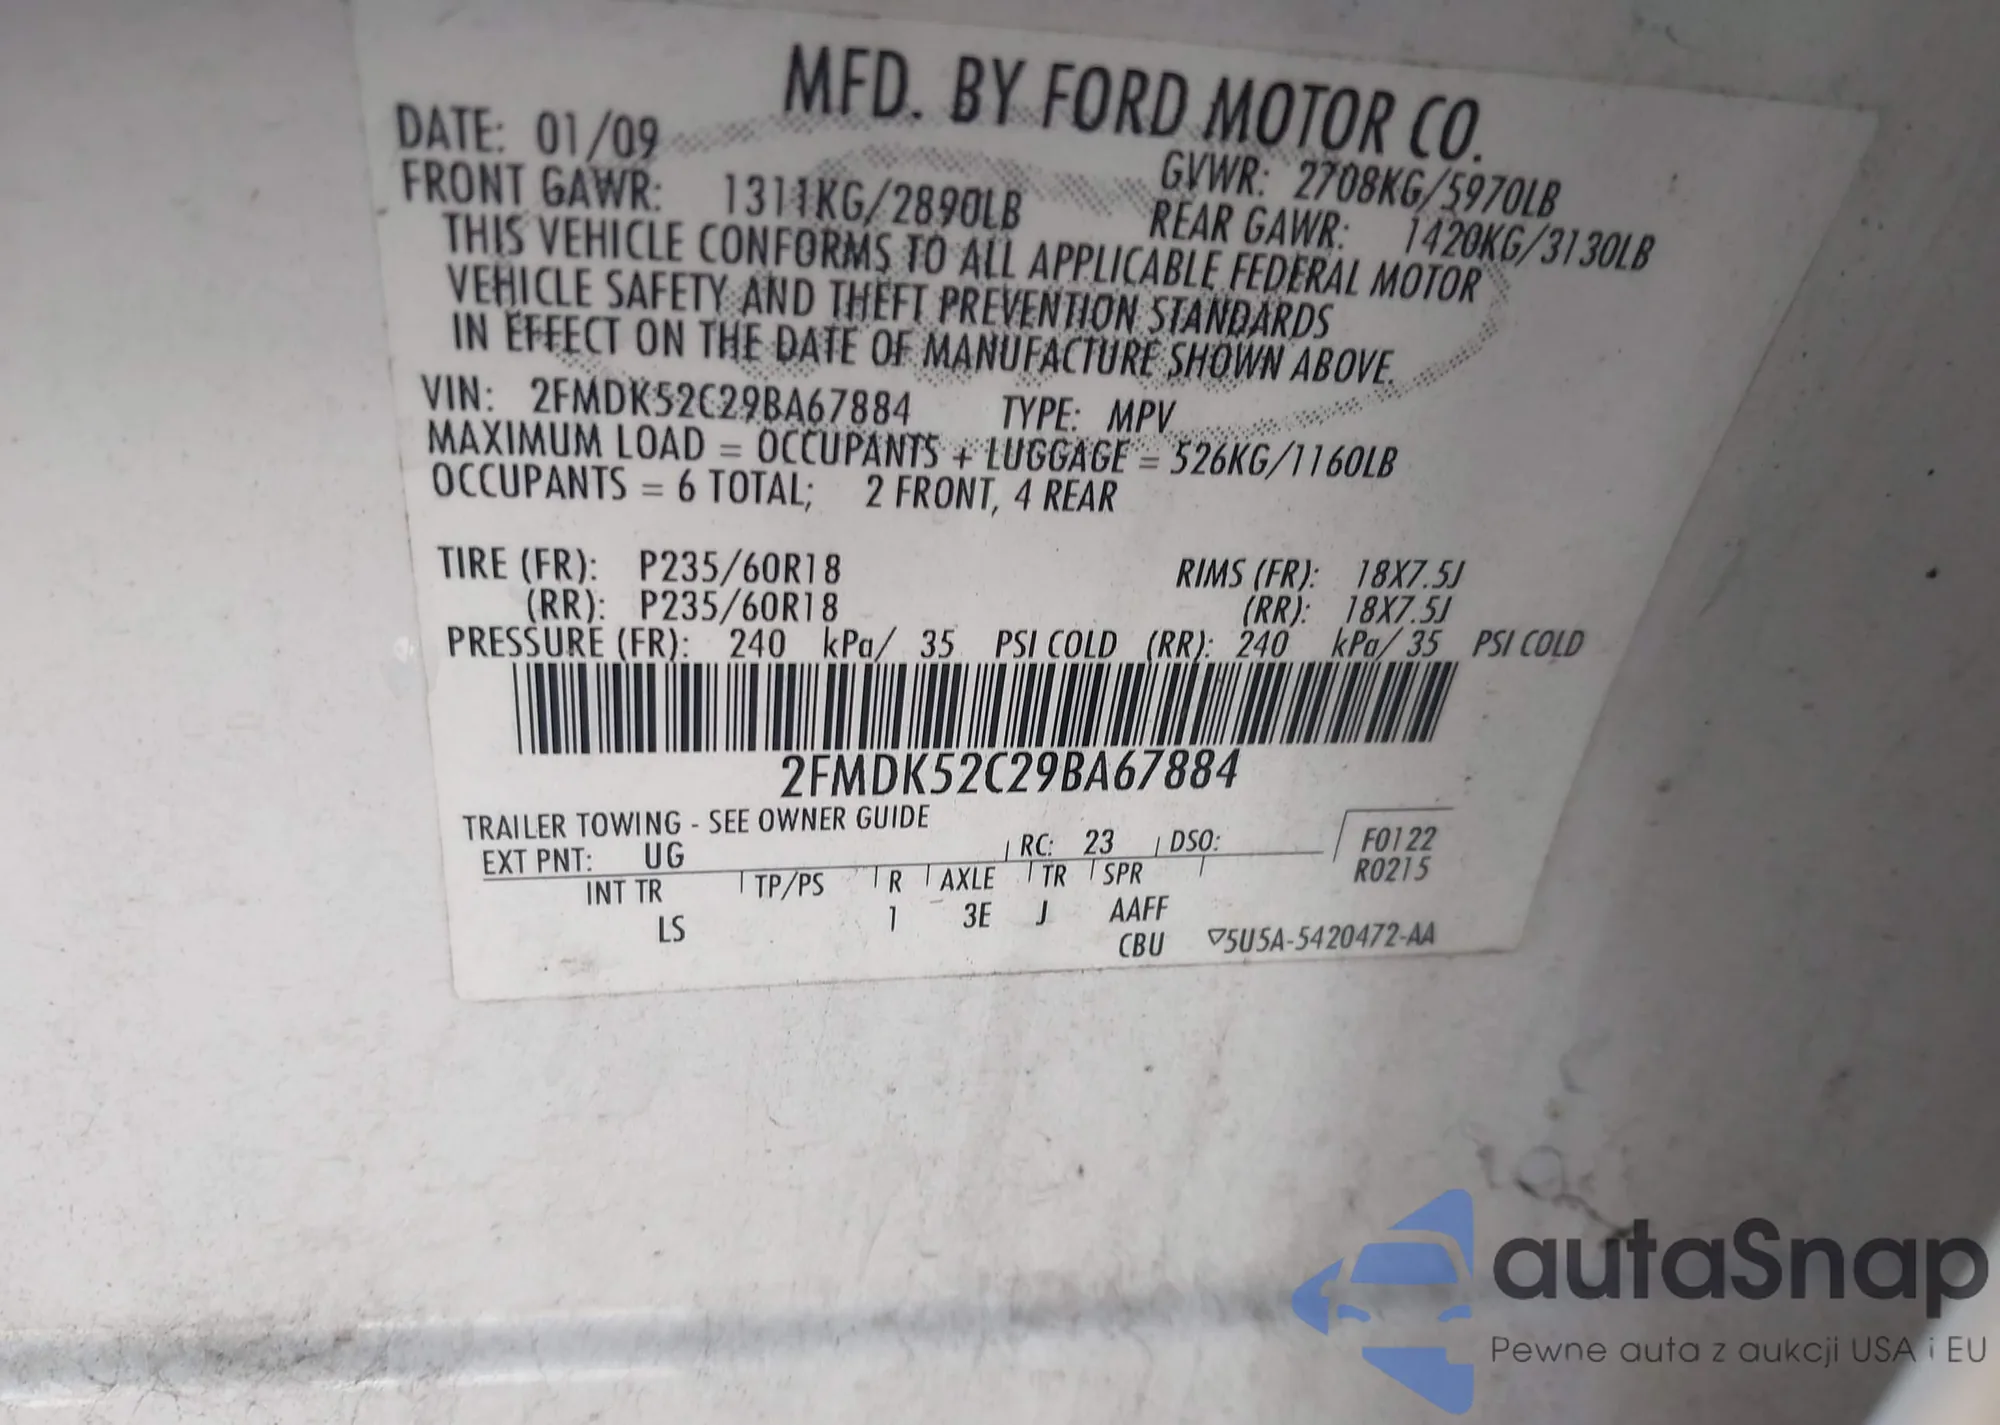 MFD. BY FORD MOTOR CO.
DATE: 01/09
GVWR: 2708KG/5970LB
FRONT GAWR: 1311KG/2890LB
REAR GAWR: 1420KG/3130LB
THIS VEHICLE CONFORMS TO ALL APPLICABLE FEDERAL MOTOR
VEHICLE SAFETY AND THEFT PREVENTION STANDARDS
IN EFFECT ON THE DATE OF MANUFACTURE SHOWN ABOVE.
VIN: 2FMDK52C29BA67884 TYPE: MPV
MAXIMUM LOAD = OCCUPANTS + LUGGAGE = 526KG/1160LB
OCCUPANTS = 6 TOTAL; 2 FRONT, 4 REAR
TIRE (FR): P235/60R18 RIMS (FR): 18X7.5J
(RR): P235/60R18 (RR): 18X7.5J
PRESSURE (FR): 240 kPa/ 35 PSI COLD (RR): 240 kPa/ 35 PSI COLD
2FMDK52C29BA67884
TRAILER TOWING - SEE OWNER GUIDE
EXT PNT: UG RC: 23 DSO: F0122
R0215
INT TR TP/PS R AXLE TR SPR
LS 1 3E J AAFF
CBU ▽5U5A-5420472-AA
autaSnap
Pewne auta z aukcji USA i EU